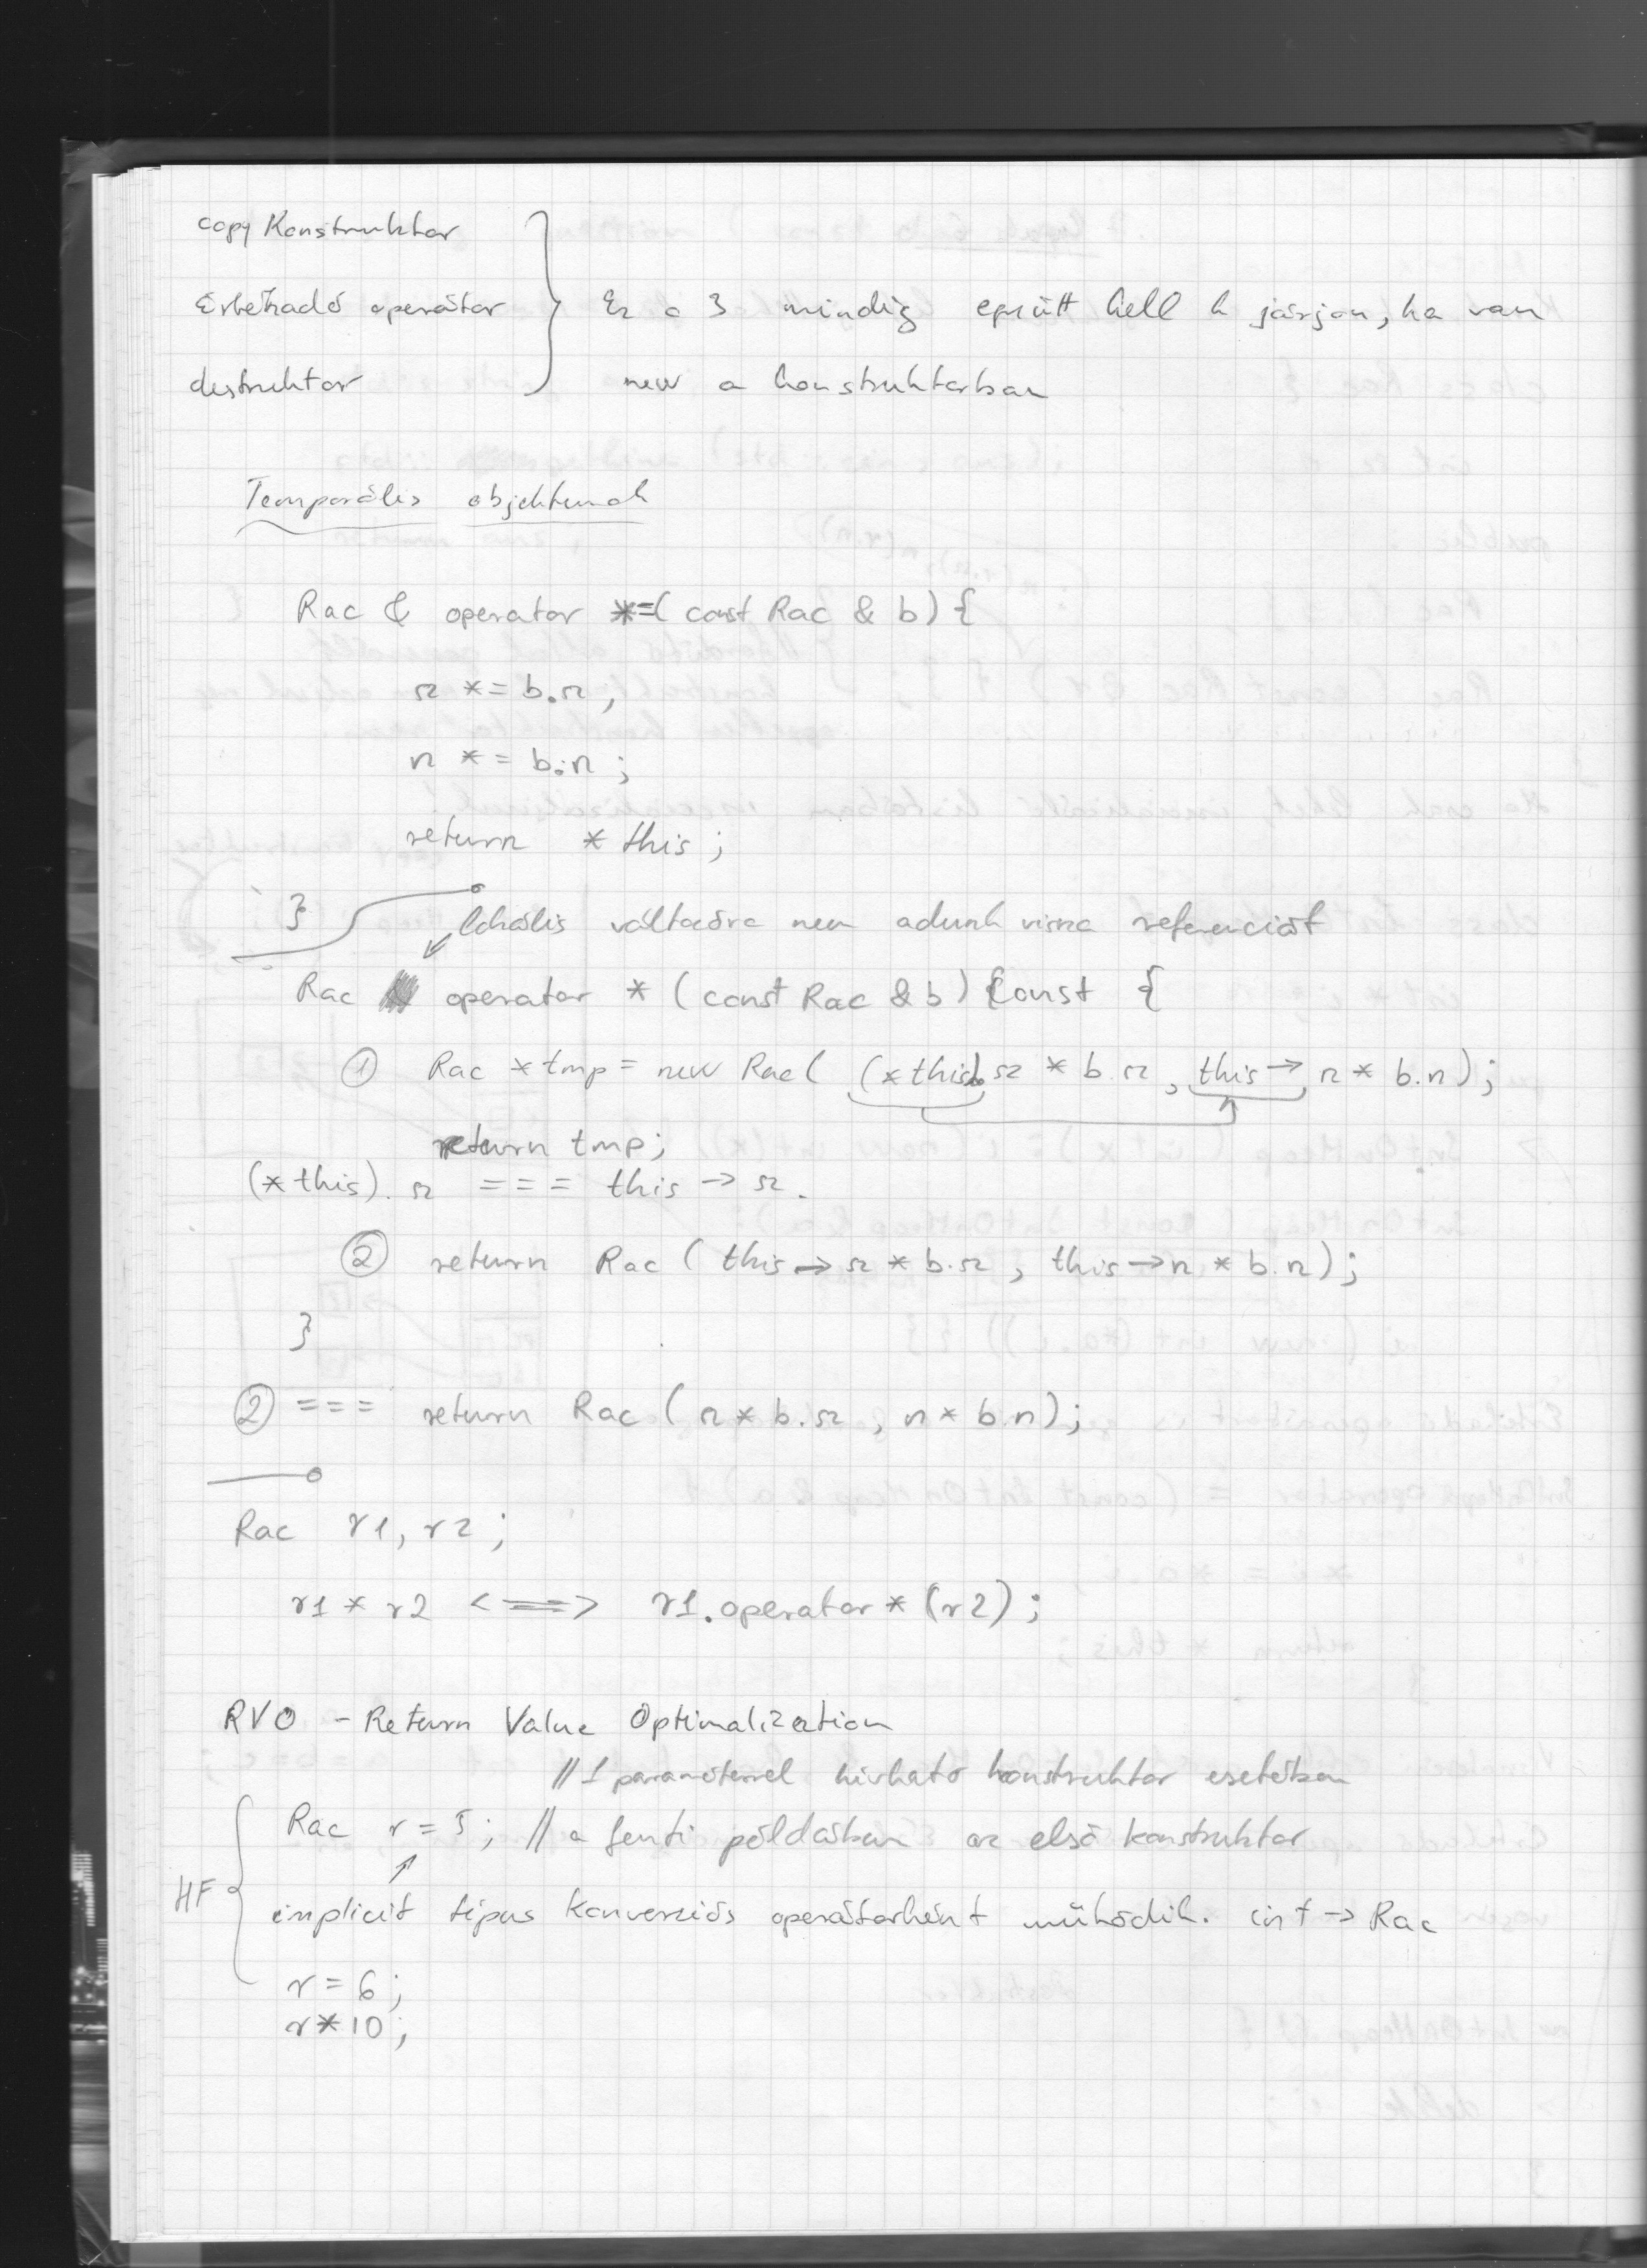 copy Konstruktor
Értékadó operátor } Ez a 3 mindig együtt kell h járjon, ha van
destruktor new a konstruktorban
Temporális objektumok
Rac & operator *=( const Rac & b) {
sz *= b.sz;
n *= b.n ;
return * this ;
}
lokális változóra nem adunk vissza referenciát
Rac operator * ( const Rac & b) const {
① Rac * tmp = new Rac( (*this).sz * b.sz, this -> n * b.n);
return tmp;
(*this). sz === this -> sz.
② return Rac ( this -> sz * b.sz, this -> n * b.n);
}
② === return Rac ( sz * b.sz, n * b.n);
Rac r1, r2 ;
r1 * r2 <==> r1.operator * (r2);
RVO - Return Value Optimalization
// 1 paraméterrel hívható konstruktor esetében
Rac r = 5; // a fenti példában az első konstruktor
HF { implicit típus konverziós operátorként működik. int -> Rac
r = 6;
r * 10;